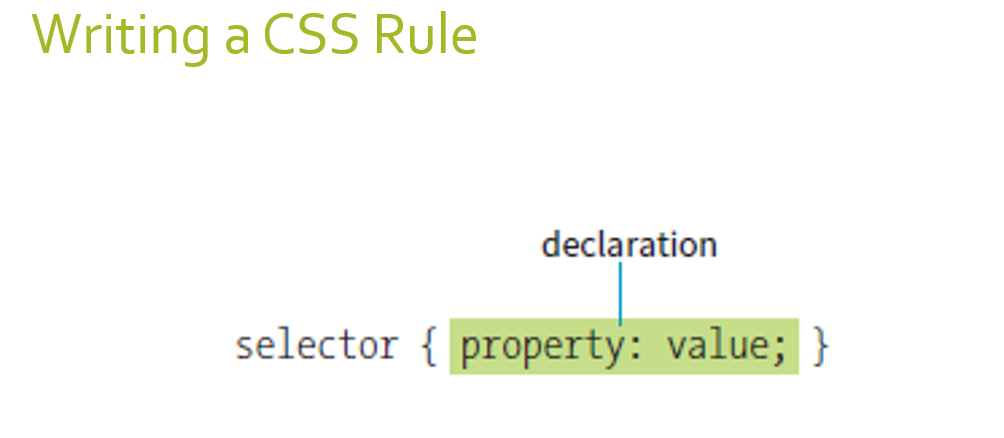 Writing a CSS Rule
declaration
selector { property: value; }